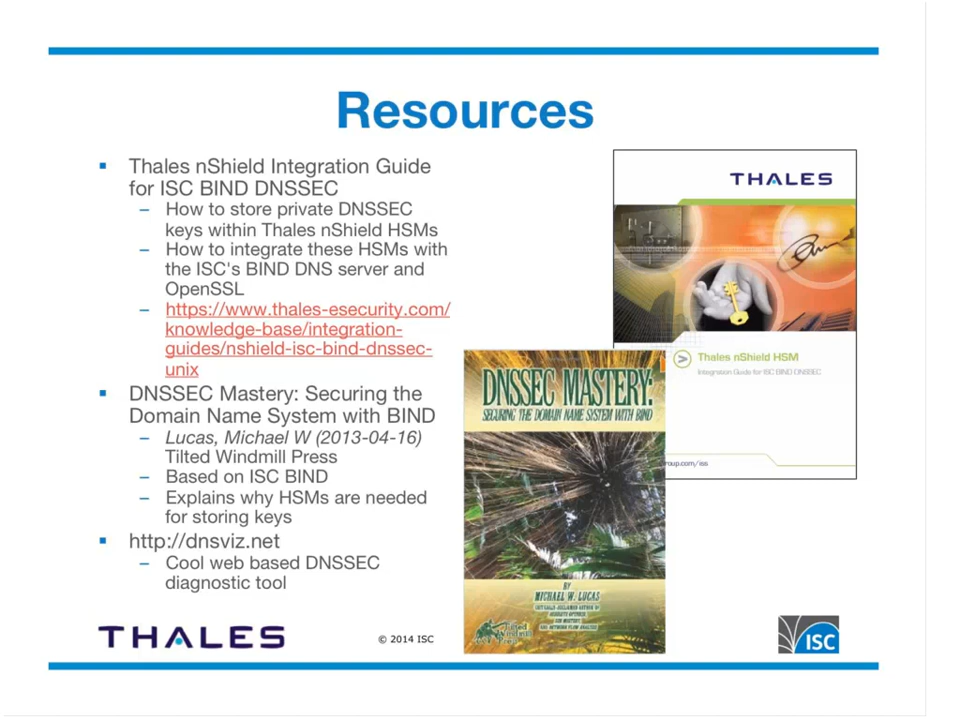 Resources
▪ Thales nShield Integration Guide
for ISC BIND DNSSEC
– How to store private DNSSEC
keys within Thales nShield HSMs
– How to integrate these HSMs with
the ISC's BIND DNS server and
OpenSSL
– https://www.thales-esecurity.com/
knowledge-base/integration-
guides/nshield-isc-bind-dnssec-
unix
▪ DNSSEC Mastery: Securing the
Domain Name System with BIND
– Lucas, Michael W (2013-04-16)
Tilted Windmill Press
– Based on ISC BIND
– Explains why HSMs are needed
for storing keys
▪ http://dnsviz.net
– Cool web based DNSSEC
diagnostic tool
THALES
Thales nShield HSM
Integration Guide for ISC BIND DNSSEC
group.com/iss
DNSSEC MASTERY:
SECURING THE DOMAIN NAME SYSTEM WITH BIND
BY
MICHAEL W. LUCAS
THALES
© 2014 ISC
ISC